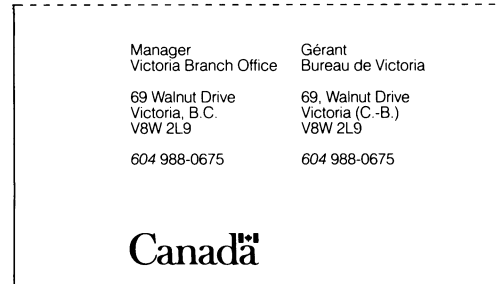 Manager
Victoria Branch Office
69 Walnut Drive
Victoria, B.C.
V8W 2L9
604 988-0675
Gérant
Bureau de Victoria
69, Walnut Drive
Victoria (C.-B.)
V8W 2L9
604 988-0675
Canada